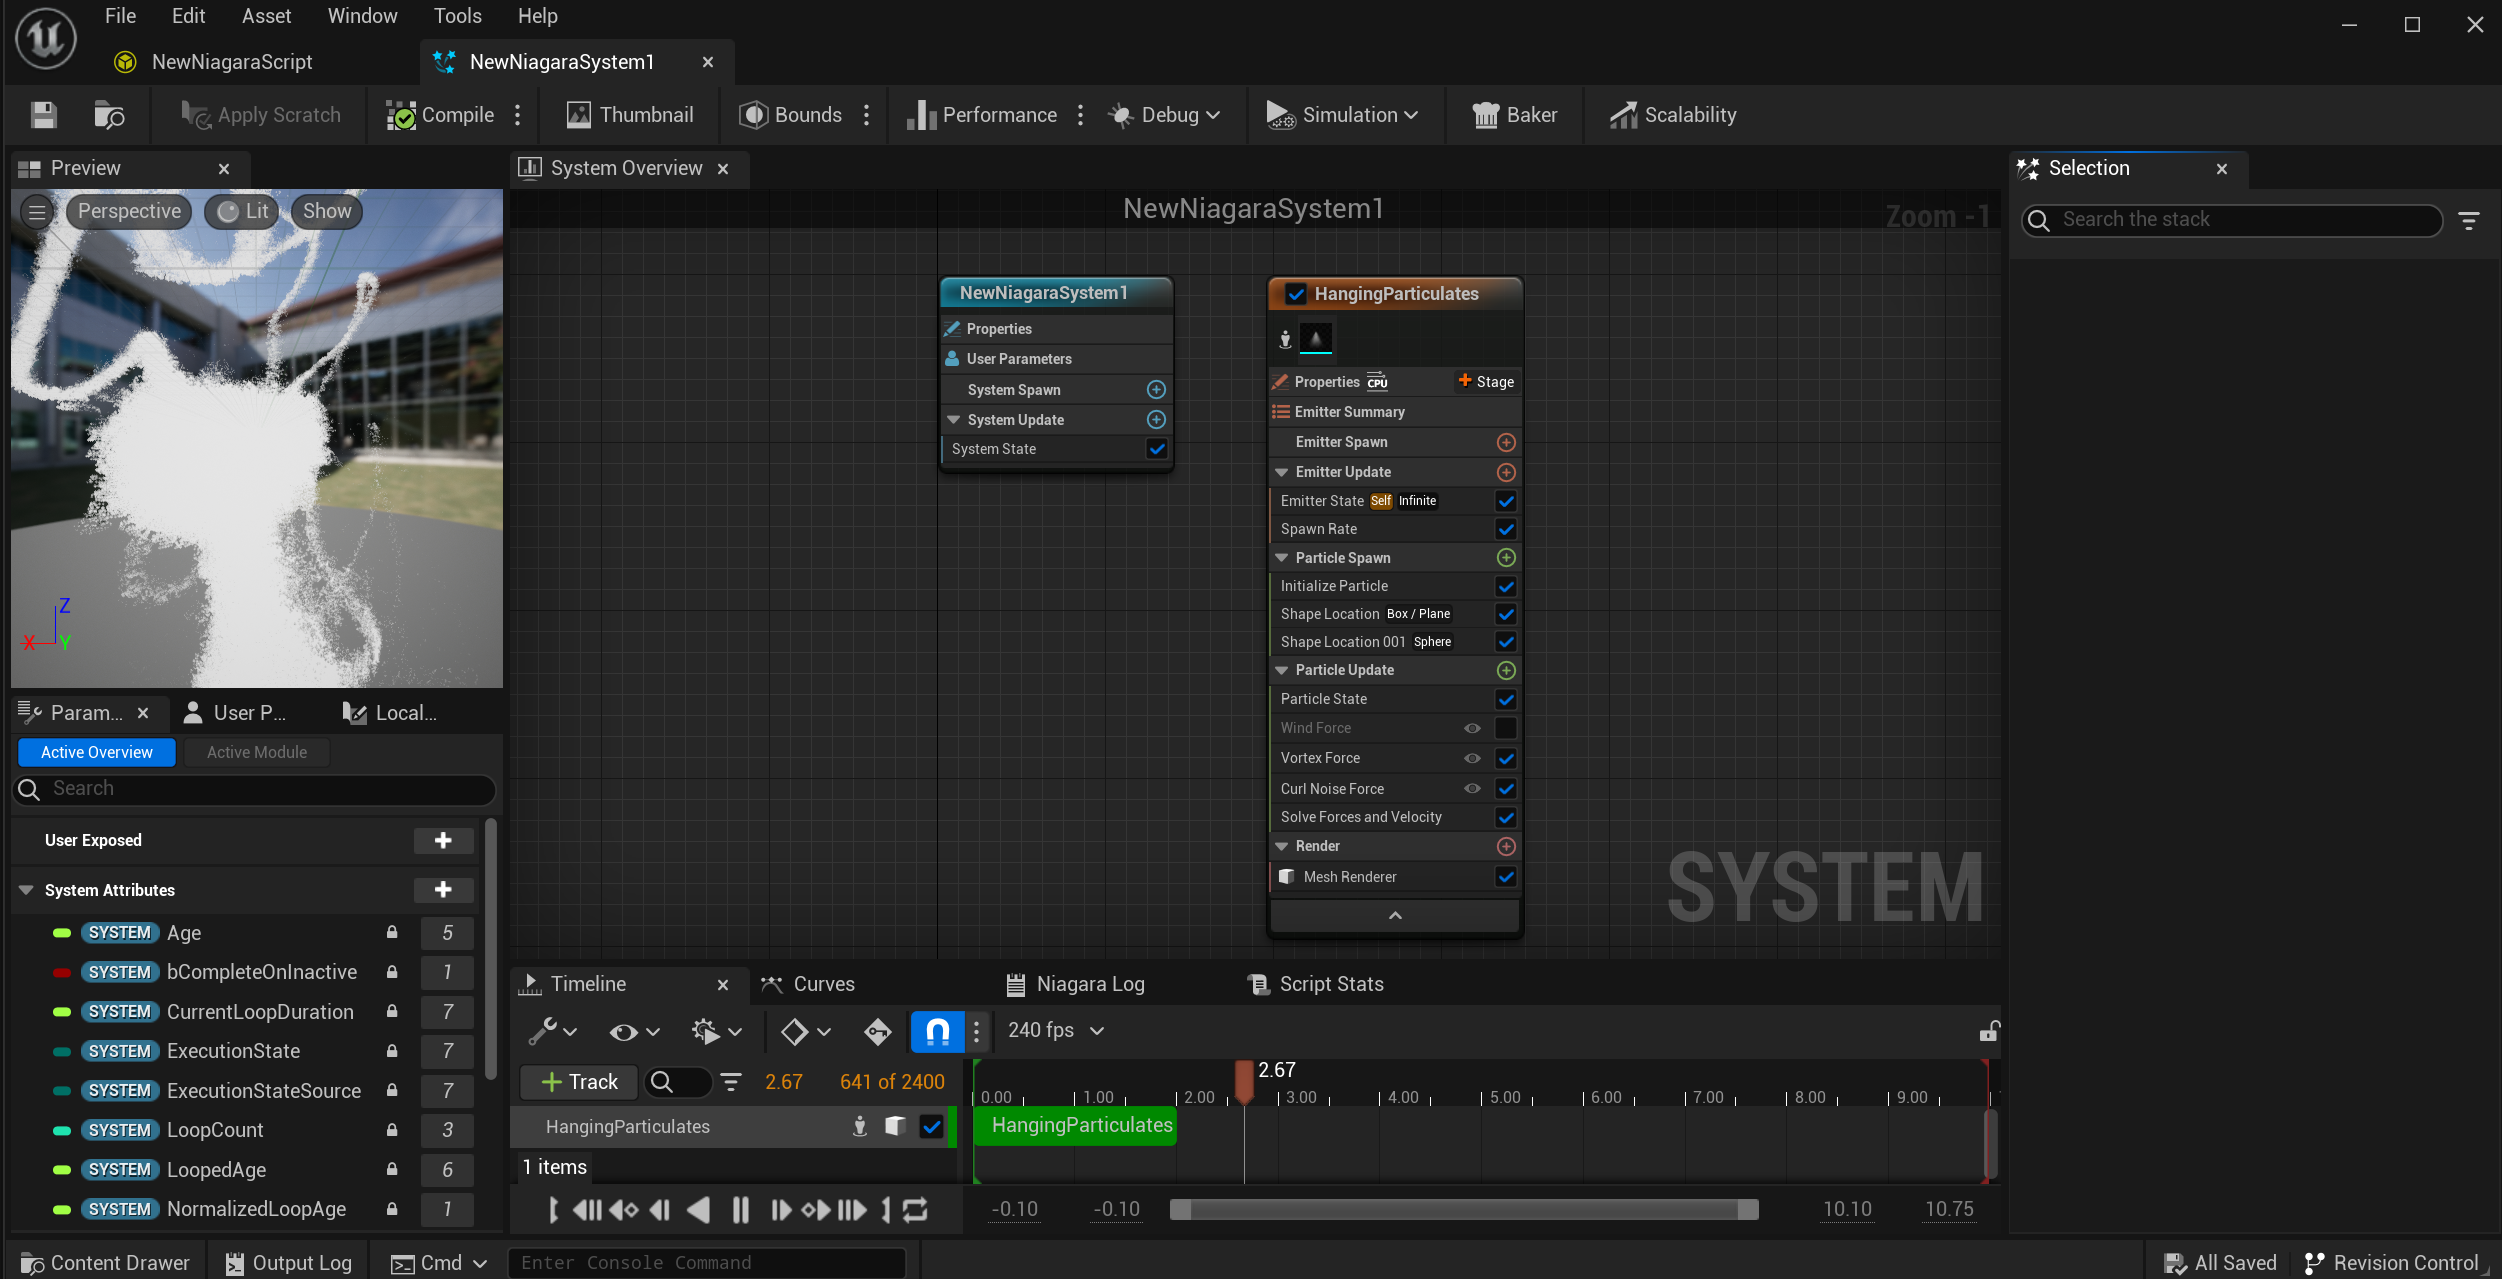 File Edit Asset Window Tools Help
NewNiagaraScript NewNiagaraSystem1
Apply Scratch Compile Thumbnail Bounds Performance Debug Simulation Baker Scalability
Preview
Perspective Lit Show
Z
X Y
System Overview
NewNiagaraSystem1
Zoom -1
NewNiagaraSystem1
Properties
User Parameters
System Spawn
System Update
System State
HangingParticulates
Properties CPU Stage
Emitter Summary
Emitter Spawn
Emitter Update
Emitter State Self Infinite
Spawn Rate
Particle Spawn
Initialize Particle
Shape Location Box / Plane
Shape Location 001 Sphere
Particle Update
Particle State
Wind Force
Vortex Force
Curl Noise Force
Solve Forces and Velocity
Render
Mesh Renderer
SYSTEM
Selection
Search the stack
Param... User P... Local...
Active Overview Active Module
Search
User Exposed
System Attributes
SYSTEM Age 5
SYSTEM bCompleteOnInactive 1
SYSTEM CurrentLoopDuration 7
SYSTEM ExecutionState 7
SYSTEM ExecutionStateSource 7
SYSTEM LoopCount 3
SYSTEM LoopedAge 6
SYSTEM NormalizedLoopAge 1
Timeline Curves Niagara Log Script Stats
240 fps
Track 2.67 641 of 2400
2.67
0.00 1.00 2.00 3.00 4.00 5.00 6.00 7.00 8.00 9.00
HangingParticulates
HangingParticulates
1 items
-0.10 -0.10 10.10 10.75
Content Drawer Output Log Cmd Enter Console Command All Saved Revision Control